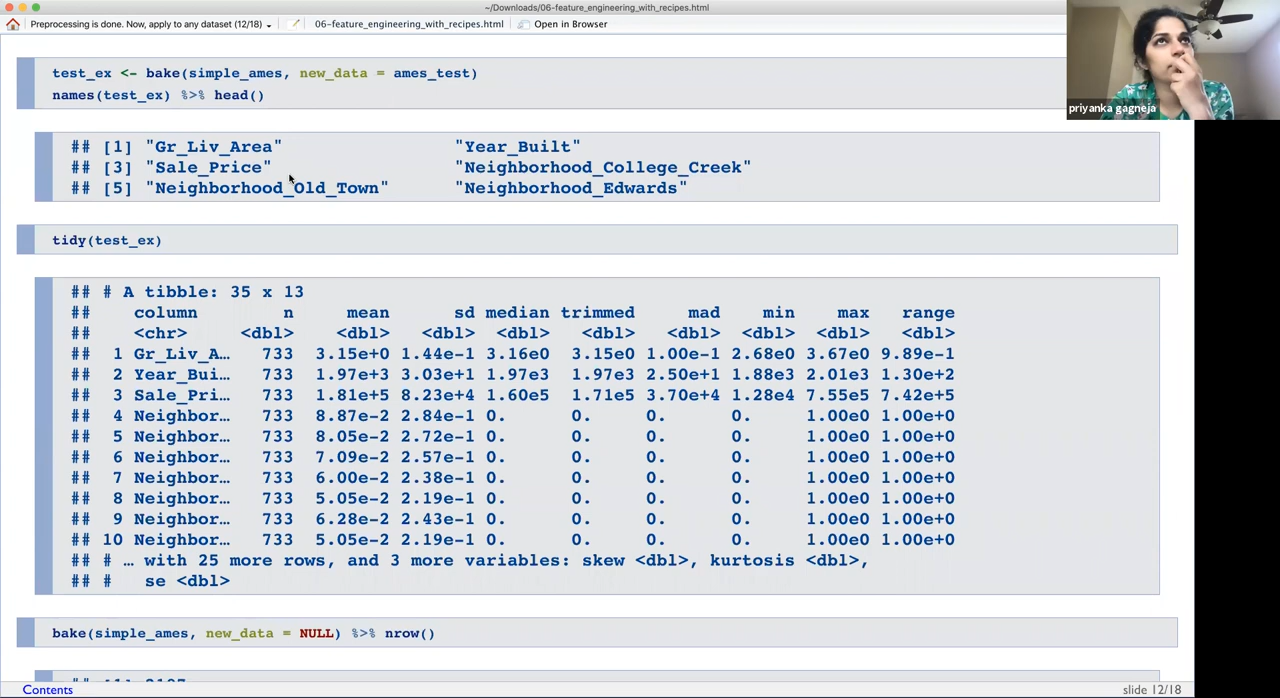 ~/Downloads/06-feature_engineering_with_recipes.html
Preprocessing is done. Now, apply to any dataset (12/18)
06-feature_engineering_with_recipes.html
Open in Browser
priyanka gagneja
test_ex <- bake(simple_ames, new_data = ames_test)
names(test_ex) %>% head()
## [1] "Gr_Liv_Area" "Year_Built"
## [3] "Sale_Price" "Neighborhood_College_Creek"
## [5] "Neighborhood_Old_Town" "Neighborhood_Edwards"
tidy(test_ex)
## # A tibble: 35 x 13
## column n mean sd median trimmed mad min max range
## <chr> <dbl> <dbl> <dbl> <dbl> <dbl> <dbl> <dbl> <dbl> <dbl>
## 1 Gr_Liv_A… 733 3.15e+0 1.44e-1 3.16e0 3.15e0 1.00e-1 2.68e0 3.67e0 9.89e-1
## 2 Year_Bui… 733 1.97e+3 3.03e+1 1.97e3 1.97e3 2.50e+1 1.88e3 2.01e3 1.30e+2
## 3 Sale_Pri… 733 1.81e+5 8.23e+4 1.60e5 1.71e5 3.70e+4 1.28e4 7.55e5 7.42e+5
## 4 Neighbor… 733 8.87e-2 2.84e-1 0. 0. 0. 0. 1.00e0 1.00e+0
## 5 Neighbor… 733 8.05e-2 2.72e-1 0. 0. 0. 0. 1.00e0 1.00e+0
## 6 Neighbor… 733 7.09e-2 2.57e-1 0. 0. 0. 0. 1.00e0 1.00e+0
## 7 Neighbor… 733 6.00e-2 2.38e-1 0. 0. 0. 0. 1.00e0 1.00e+0
## 8 Neighbor… 733 5.05e-2 2.19e-1 0. 0. 0. 0. 1.00e0 1.00e+0
## 9 Neighbor… 733 6.28e-2 2.43e-1 0. 0. 0. 0. 1.00e0 1.00e+0
## 10 Neighbor… 733 5.05e-2 2.19e-1 0. 0. 0. 0. 1.00e0 1.00e+0
## # … with 25 more rows, and 3 more variables: skew <dbl>, kurtosis <dbl>,
## # se <dbl>
bake(simple_ames, new_data = NULL) %>% nrow()
Contents
slide 12/18